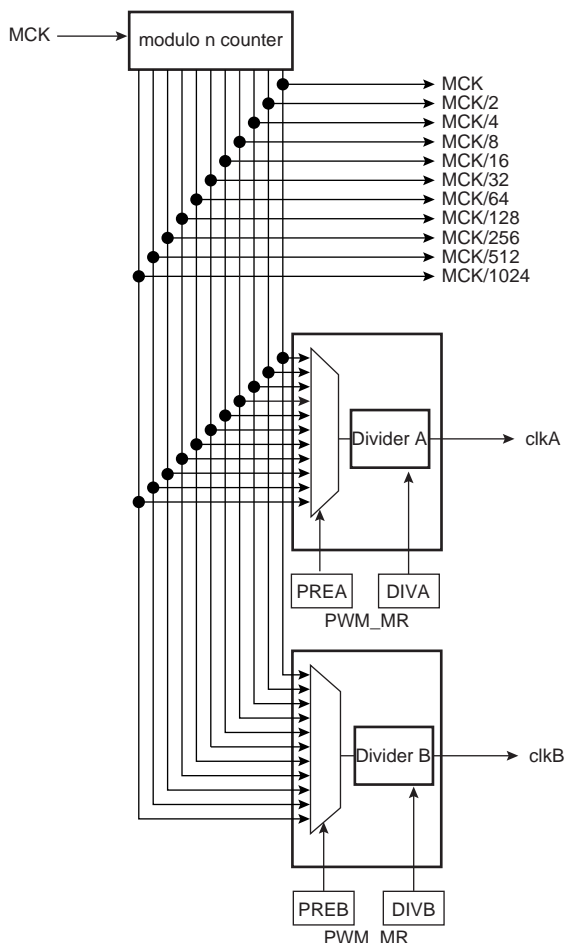 MCK
modulo n counter
MCK
MCK/2
MCK/4
MCK/8
MCK/16
MCK/32
MCK/64
MCK/128
MCK/256
MCK/512
MCK/1024
Divider A
clkA
PREA
DIVA
PWM_MR
Divider B
clkB
PREB
DIVB
PWM_MR